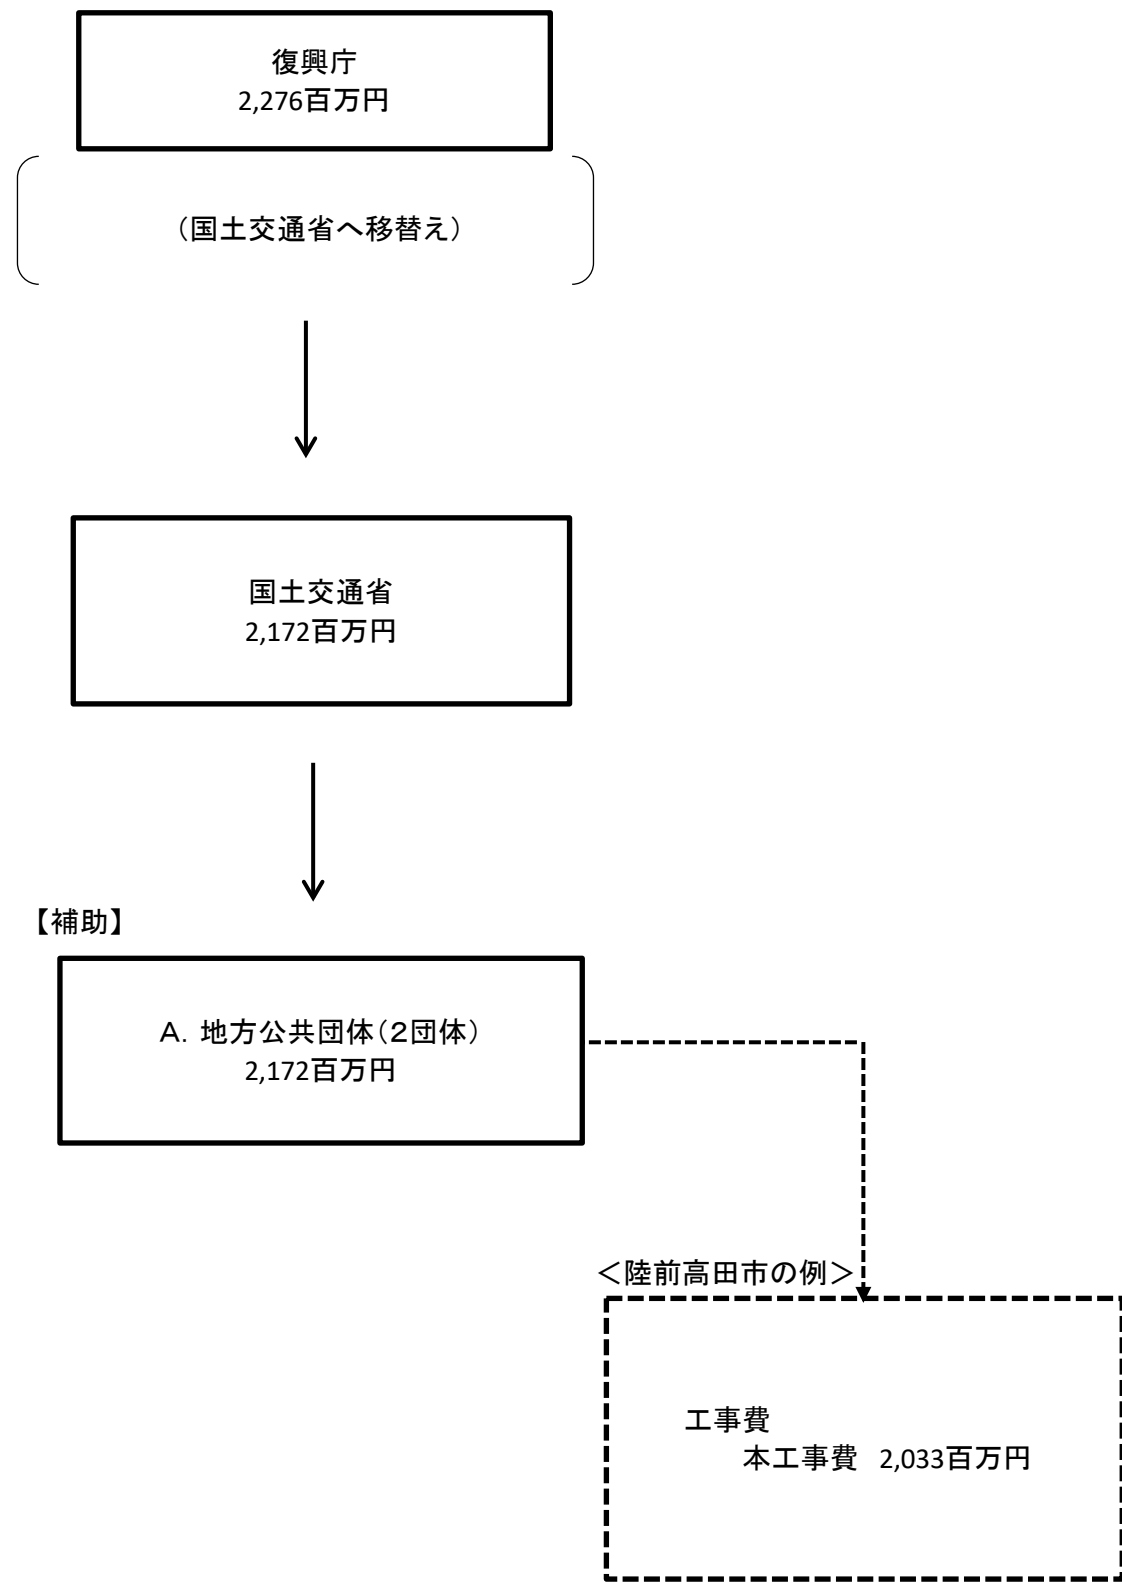 復興庁
2,276百万円
(国土交通省へ移替え)
国土交通省
2,172百万円
【補助】
A. 地方公共団体(2団体)
2,172百万円
<陸前高田市の例>
工事費
本工事費 2,033百万円